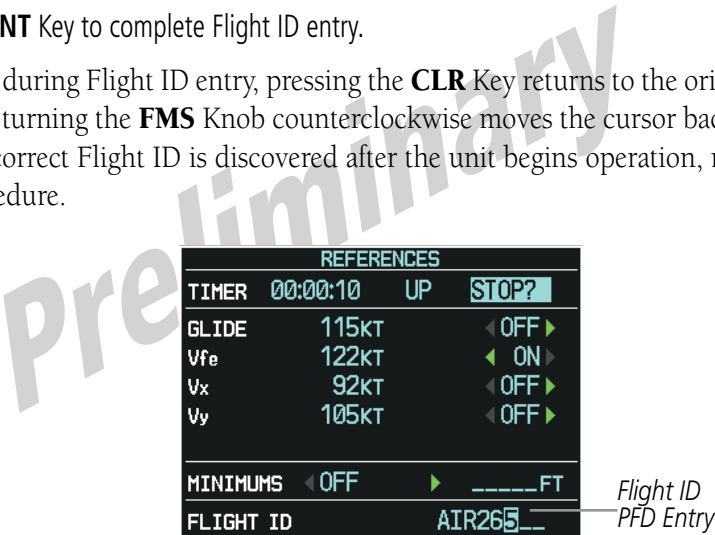 NT Key to complete Flight ID entry.
during Flight ID entry, pressing the CLR Key returns to the ori
turning the FMS Knob counterclockwise moves the cursor bac
correct Flight ID is discovered after the unit begins operation, r
edure.
Preliminary
REFERENCES
TIMER 00:00:10 UP STOP?
GLIDE 115KT OFF
Vfe 122KT ON
Vx 92KT OFF
Vy 105KT OFF
MINIMUMS OFF _____FT
FLIGHT ID AIR265__
Flight ID
PFD Entry